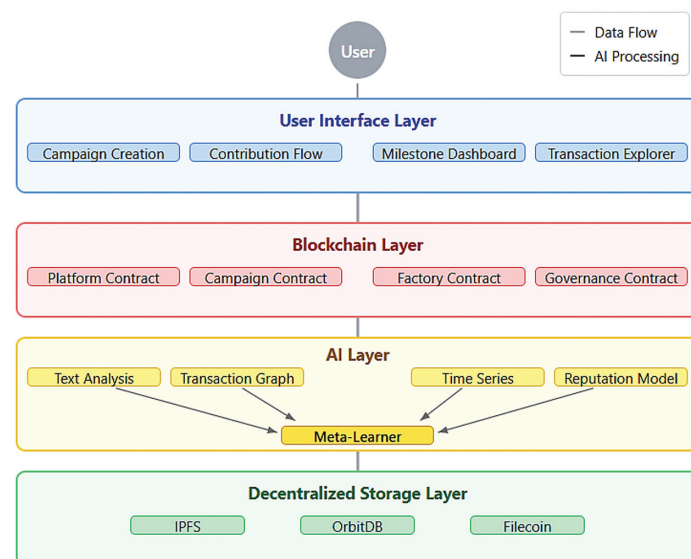 User
Data Flow
AI Processing
User Interface Layer
Campaign Creation
Contribution Flow
Milestone Dashboard
Transaction Explorer
Blockchain Layer
Platform Contract
Campaign Contract
Factory Contract
Governance Contract
AI Layer
Text Analysis
Transaction Graph
Time Series
Reputation Model
Meta-Learner
Decentralized Storage Layer
IPFS
OrbitDB
Filecoin